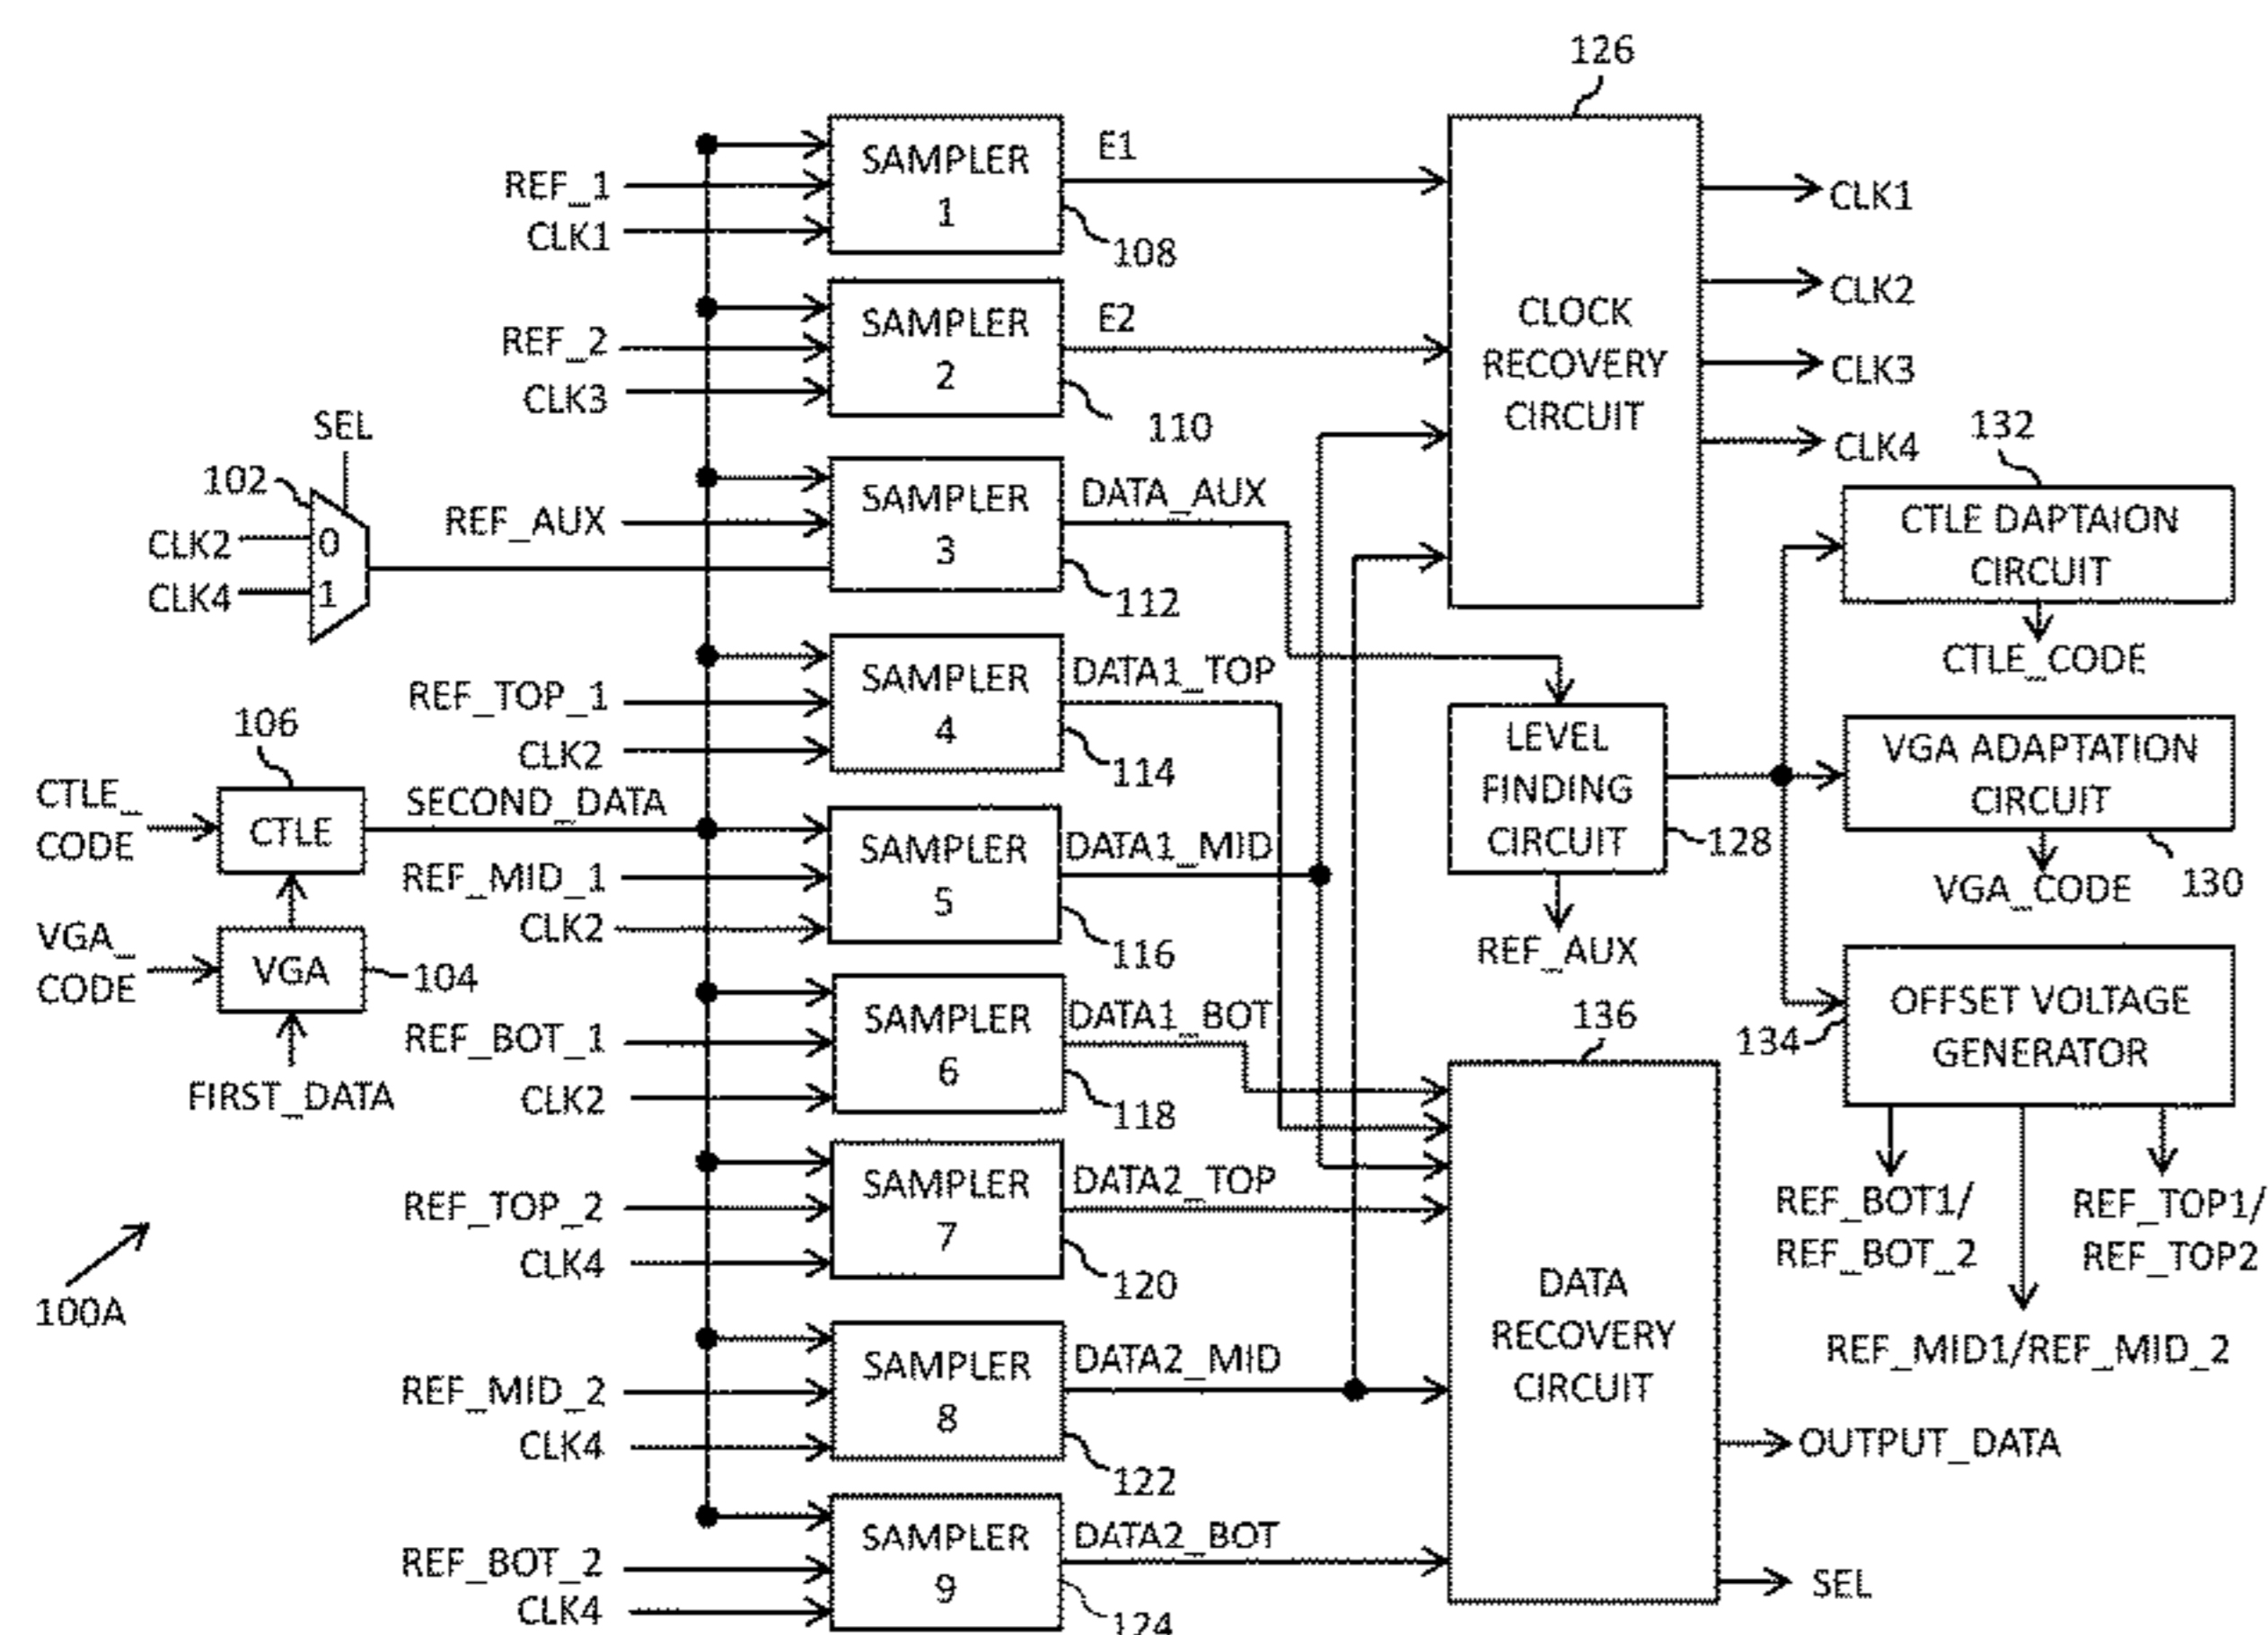 126
SAMPLER
1
E1
REF_1
CLK1
108
CLK1
SAMPLER
2
E2
REF_2
CLK3
110
CLOCK
RECOVERY
CIRCUIT
CLK2
CLK3
CLK4
SEL
102
CLK2
0
CLK4
1
REF_AUX
SAMPLER
3
DATA_AUX
112
132
CTLE DAPTAION
CIRCUIT
CTLE_CODE
REF_TOP_1
CLK2
SAMPLER
4
DATA1_TOP
114
LEVEL
FINDING
CIRCUIT
128
REF_AUX
VGA ADAPTATION
CIRCUIT
VGA_CODE
130
106
CTLE_
CODE
CTLE
SECOND_DATA
VGA_
CODE
VGA
104
FIRST_DATA
REF_MID_1
CLK2
SAMPLER
5
DATA1_MID
116
REF_BOT_1
CLK2
SAMPLER
6
DATA1_BOT
118
136
134
OFFSET VOLTAGE
GENERATOR
REF_BOT1/
REF_BOT_2
REF_TOP1/
REF_TOP2
REF_MID1/REF_MID_2
REF_TOP_2
CLK4
SAMPLER
7
DATA2_TOP
120
100A
DATA
RECOVERY
CIRCUIT
REF_MID_2
CLK4
SAMPLER
8
DATA2_MID
122
OUTPUT_DATA
REF_BOT_2
CLK4
SAMPLER
9
DATA2_BOT
124
SEL